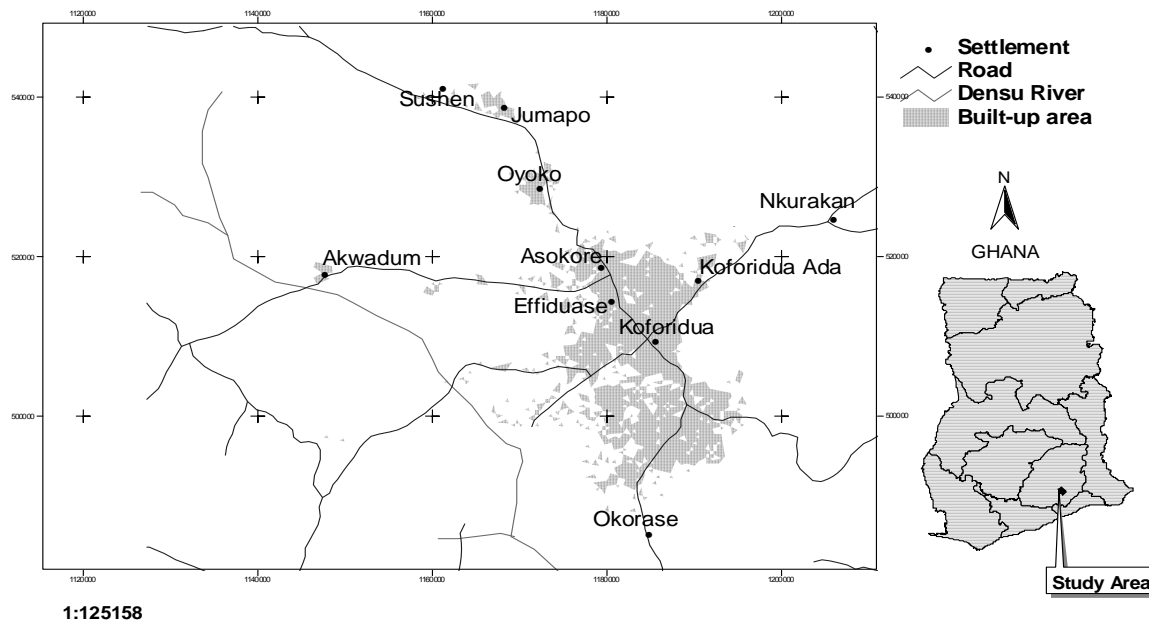 1120000 1140000 1160000 1180000 1200000
Settlement
Road
Densu River
Built-up area
540000 540000
Sushen
Jumapo
Oyoko
Nkurakan
N
GHANA
520000 520000
Akwadum
Asokore
Koforidua Ada
Effiduase
Koforidua
500000 500000
Okorase
Study Area
1120000 1140000 1160000 1180000 1200000
1:125158